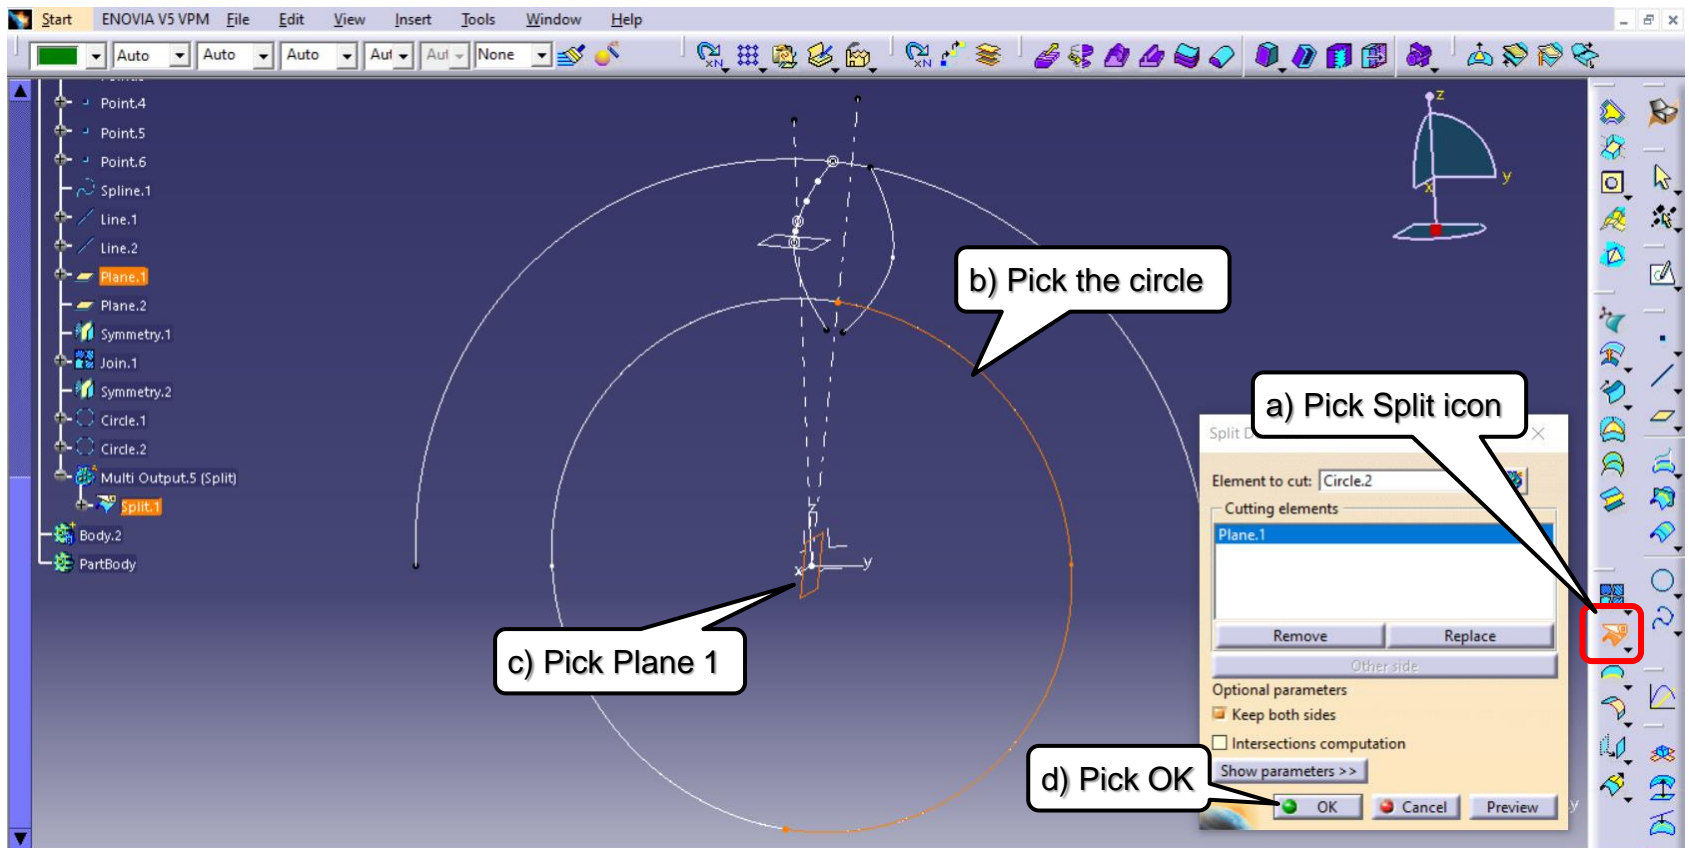 Start ENOVIA V5 VPM File Edit View Insert Tools Window Help
Auto Auto Auto Aut Aut None
Point.4
Point.5
Point.6
Spline.1
Line.1
Line.2
Plane.1
Plane.2
Symmetry.1
Join.1
Symmetry.2
Circle.1
Circle.2
Multi Output.5 (Split)
Split.1
Body.2
PartBody
z
y
x
b) Pick the circle
a) Pick Split icon
z
y
x
c) Pick Plane 1
d) Pick OK
Split D
Element to cut: Circle.2
Cutting elements
Plane.1
Remove Replace
Other side
Optional parameters
Keep both sides
Intersections computation
Show parameters >>
OK Cancel Preview
y